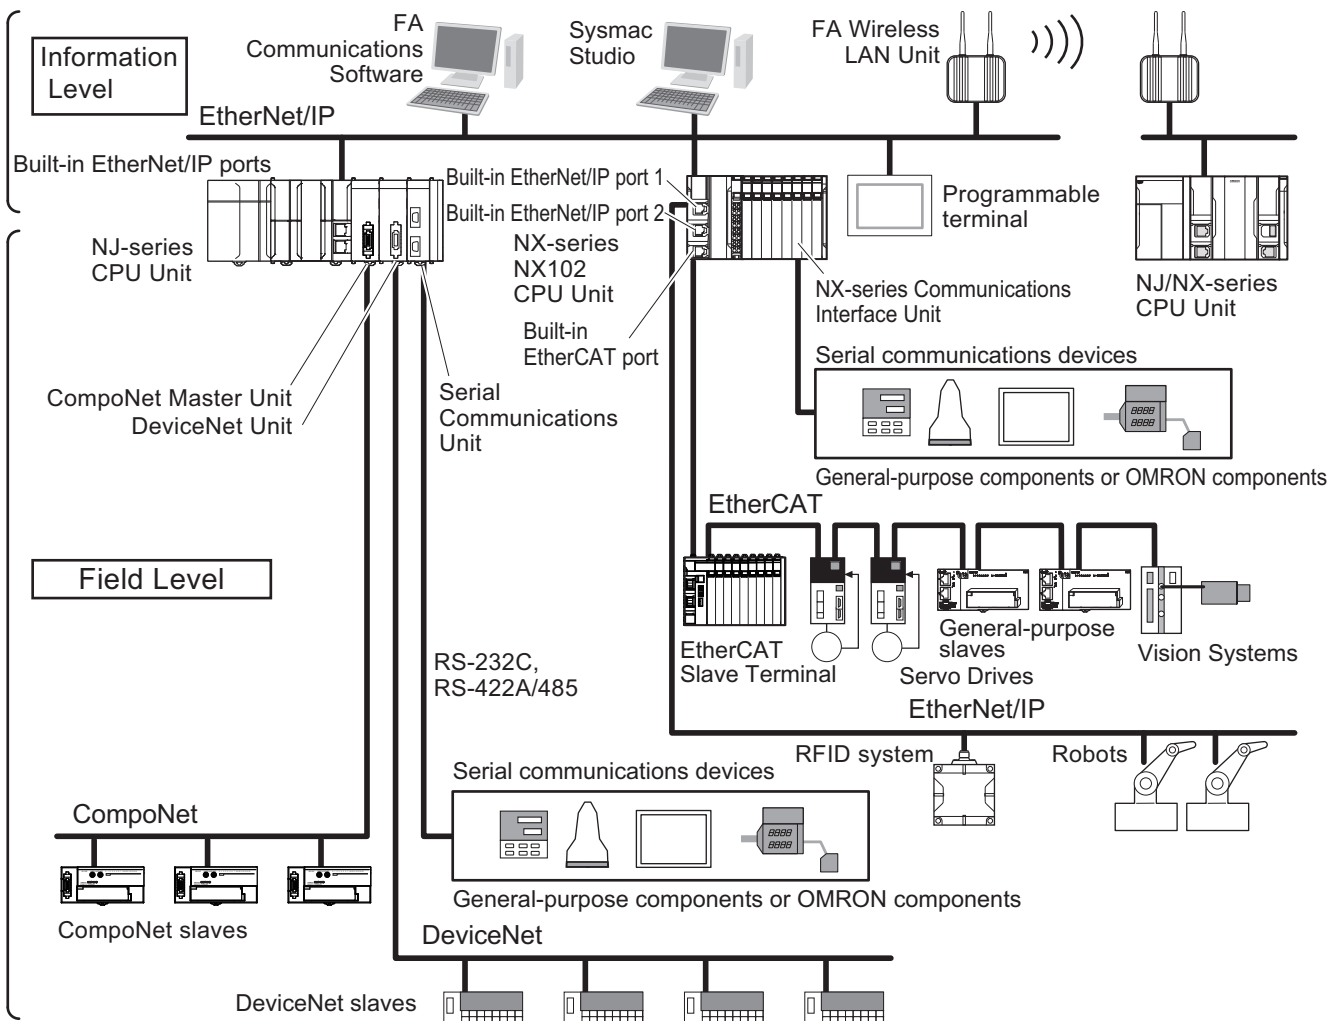 Information
Level
FA
Communications
Software
Sysmac
Studio
FA Wireless
LAN Unit
EtherNet/IP
Built-in EtherNet/IP ports
NJ-series
CPU Unit
Built-in EtherNet/IP port 1
Built-in EtherNet/IP port 2
NX-series
NX102
CPU Unit
Built-in
EtherCAT port
Programmable
terminal
NX-series Communications
Interface Unit
NJ/NX-series
CPU Unit
CompoNet Master Unit
DeviceNet Unit
Serial
Communications
Unit
Serial communications devices
8888
8888
General-purpose components or OMRON components
Field Level
EtherCAT
EtherCAT
Slave Terminal
Servo Drives
General-purpose
slaves
Vision Systems
RS-232C,
RS-422A/485
EtherNet/IP
RFID system
Robots
Serial communications devices
8888
8888
General-purpose components or OMRON components
CompoNet
CompoNet slaves
DeviceNet
DeviceNet slaves